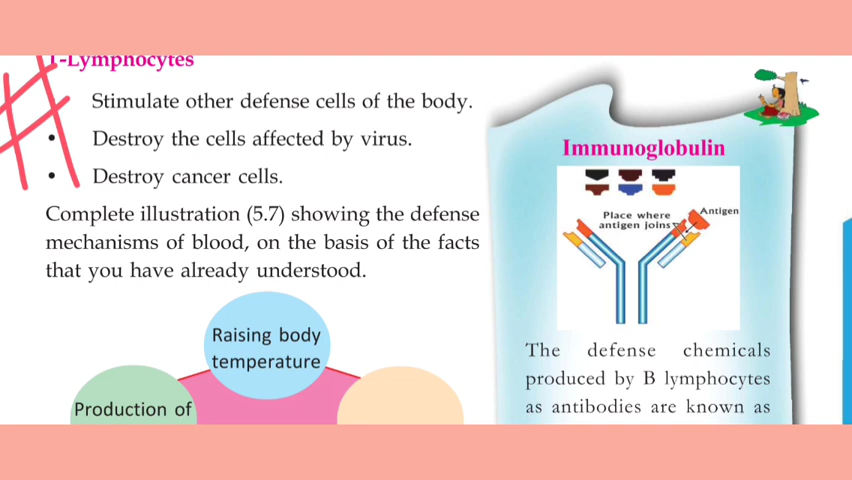 T-Lymphocytes
Stimulate other defense cells of the body.
• Destroy the cells affected by virus.
• Destroy cancer cells.
Complete illustration (5.7) showing the defense
mechanisms of blood, on the basis of the facts
that you have already understood.
Raising body
temperature
Production of
Immunoglobulin
Place where
antigen joins
Antigen
The defense chemicals
produced by B lymphocytes
as antibodies are known as